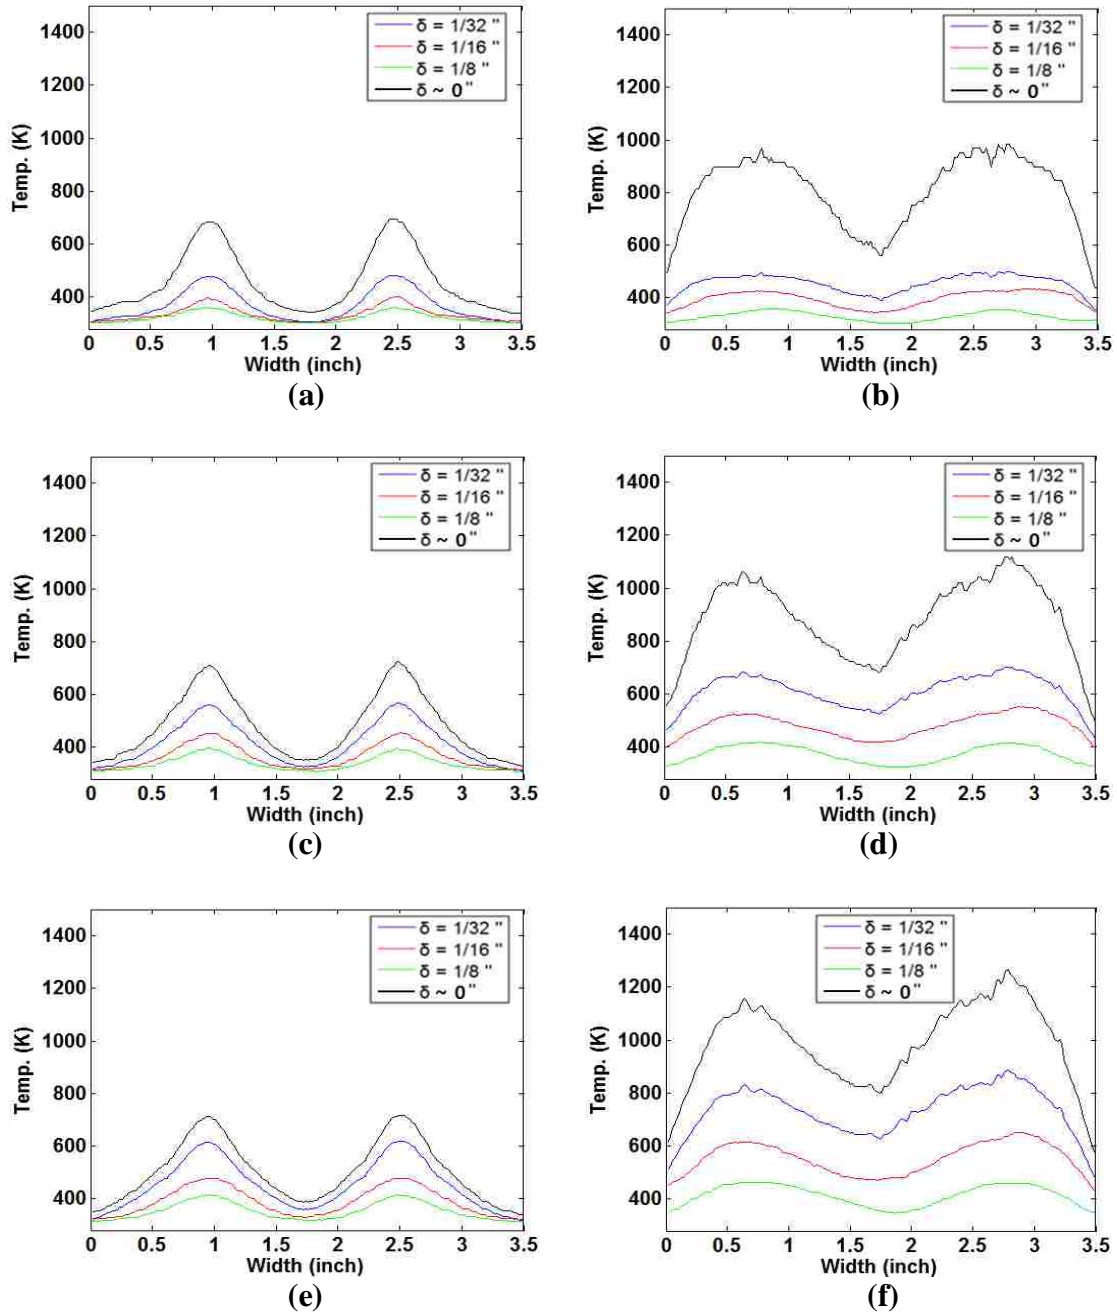 1400
1200
1000
800
600
400
Temp. (K)
δ = 1/32 "
δ = 1/16 "
δ = 1/8 "
δ ~ 0"
0 0.5 1 1.5 2 2.5 3 3.5
Width (inch)
(a)
1400
1200
1000
800
600
400
Temp. (K)
δ = 1/32 "
δ = 1/16 "
δ = 1/8 "
δ ~ 0"
0 0.5 1 1.5 2 2.5 3 3.5
Width (inch)
(b)
1400
1200
1000
800
600
400
Temp. (K)
δ = 1/32 "
δ = 1/16 "
δ = 1/8 "
δ ~ 0"
0 0.5 1 1.5 2 2.5 3 3.5
Width (inch)
(c)
1400
1200
1000
800
600
400
Temp. (K)
δ = 1/32 "
δ = 1/16 "
δ = 1/8 "
δ ~ 0"
0 0.5 1 1.5 2 2.5 3 3.5
Width (inch)
(d)
1400
1200
1000
800
600
400
Temp. (K)
δ = 1/32 "
δ = 1/16 "
δ = 1/8 "
δ ~ 0"
0 0.5 1 1.5 2 2.5 3 3.5
Width (inch)
(e)
1400
1200
1000
800
600
400
Temp. (K)
δ = 1/32 "
δ = 1/16 "
δ = 1/8 "
δ ~ 0"
0 0.5 1 1.5 2 2.5 3 3.5
Width (inch)
(f)